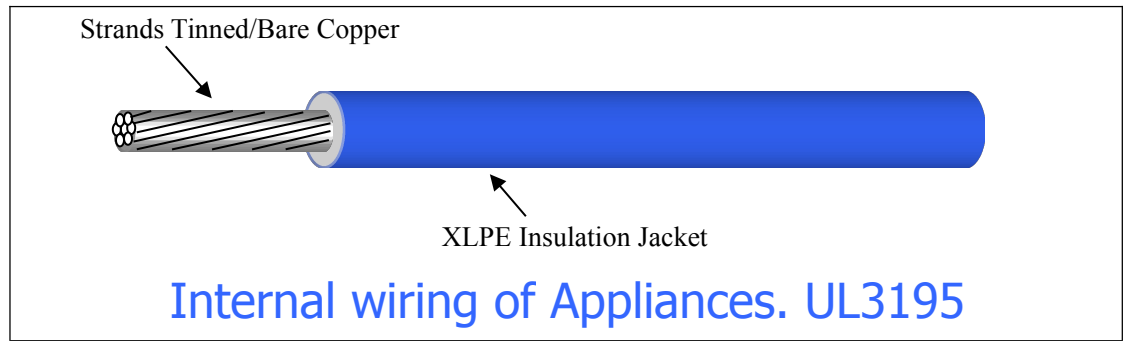 Strands Tinned/Bare Copper
XLPE Insulation Jacket
Internal wiring of Appliances. UL3195